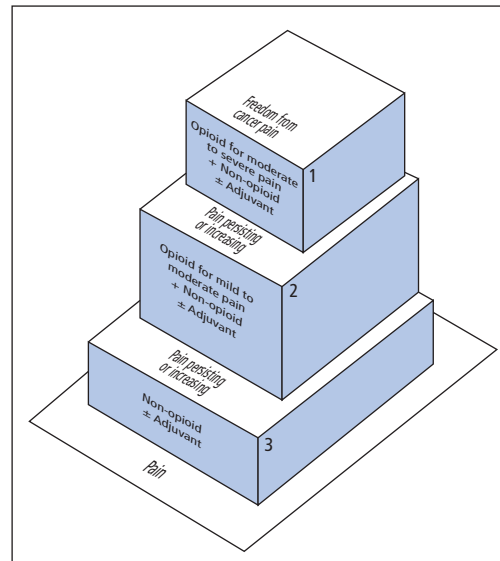 Freedom from
cancer pain
Opioid for moderate
to severe pain
+ Non-opioid
± Adjuvant
1
Pain persisting
or increasing
Opioid for mild to
moderate pain
+ Non-opioid
± Adjuvant
2
Pain persisting
or increasing
Non-opioid
± Adjuvant
3
Pain